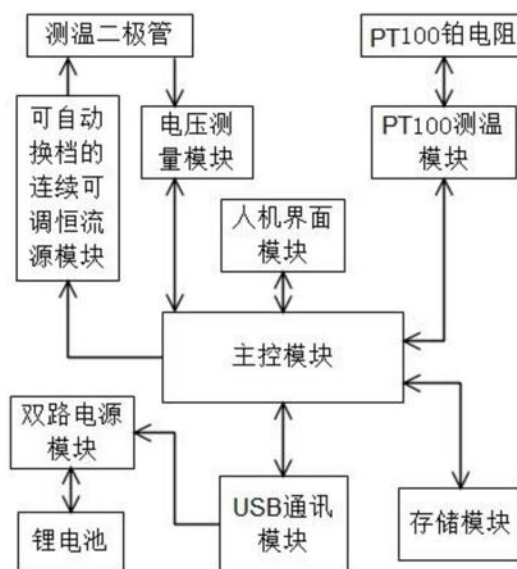 测温二极管
PT100铂电阻
可自动
换档的
连续可
调恒流
源模块
电压测
量模块
PT100测温
模块
人机界面
模块
主控模块
双路电源
模块
锂电池
USB通讯
模块
存储模块